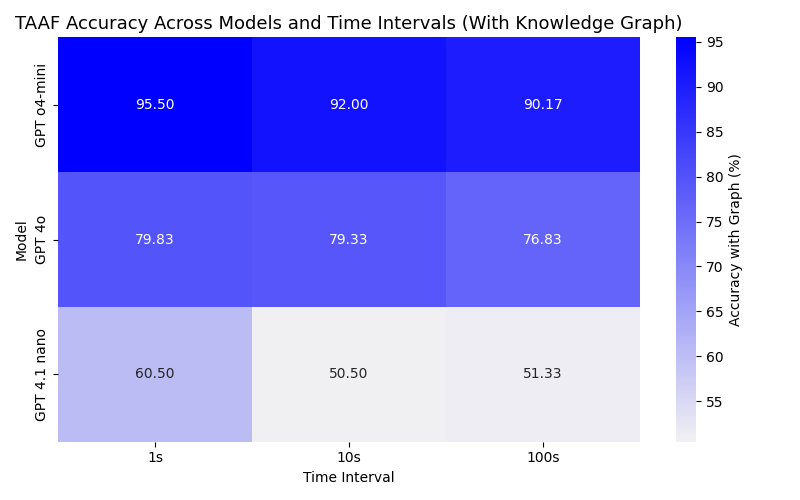 TAAF Accuracy Across Models and Time Intervals (With Knowledge Graph)
Model
GPT o4-mini
95.50 92.00 90.17
GPT 4o
79.83 79.33 76.83
GPT 4.1 nano
60.50 50.50 51.33
1s 10s 100s
Time Interval
95
90
85
80
75
70
65
60
55
Accuracy with Graph (%)